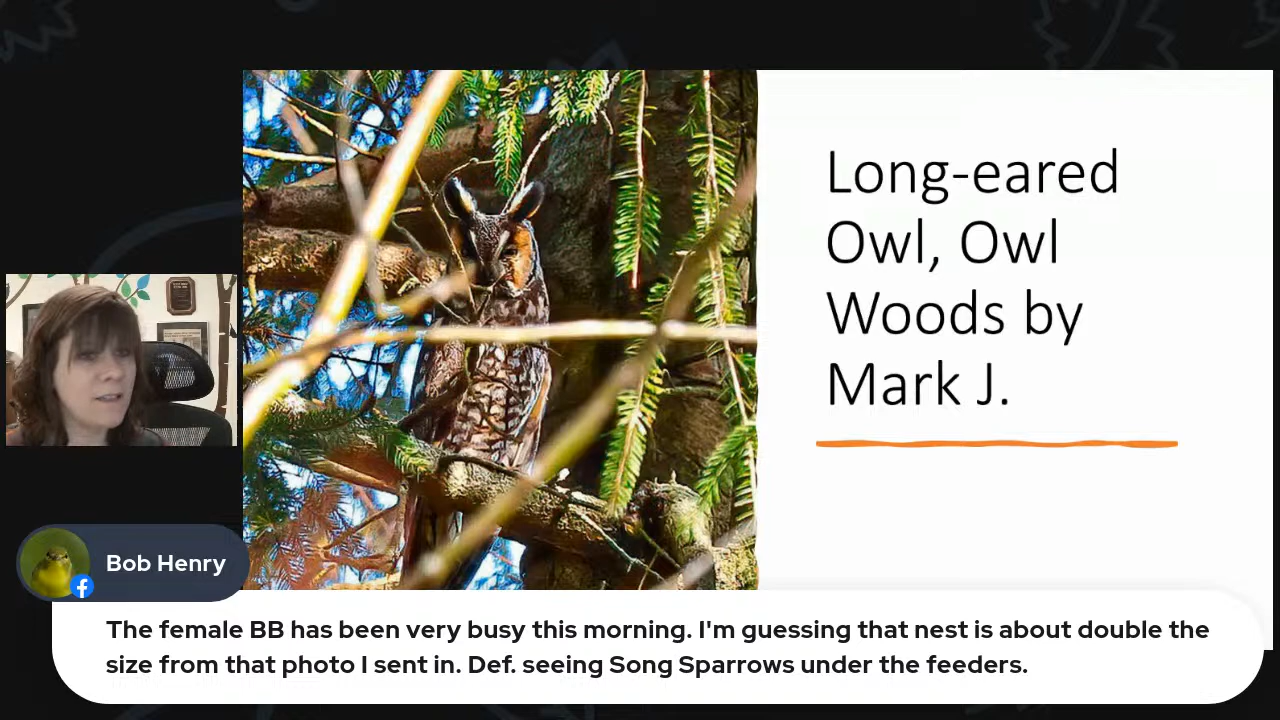 Long-eared
Owl, Owl
Woods by
Mark J.
Bob Henry
The female BB has been very busy this morning. I'm guessing that nest is about double the
size from that photo I sent in. Def. seeing Song Sparrows under the feeders.